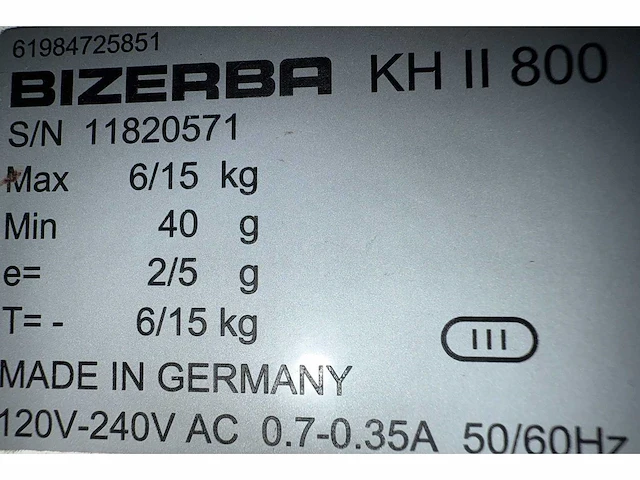 61984725851
BIZERBA KH II 800
S/N 11820571
Max 6/15 kg
Min 40 g
e= 2/5 g
T= - 6/15 kg
III
MADE IN GERMANY
120V-240V AC 0.7-0.35A 50/60Hz